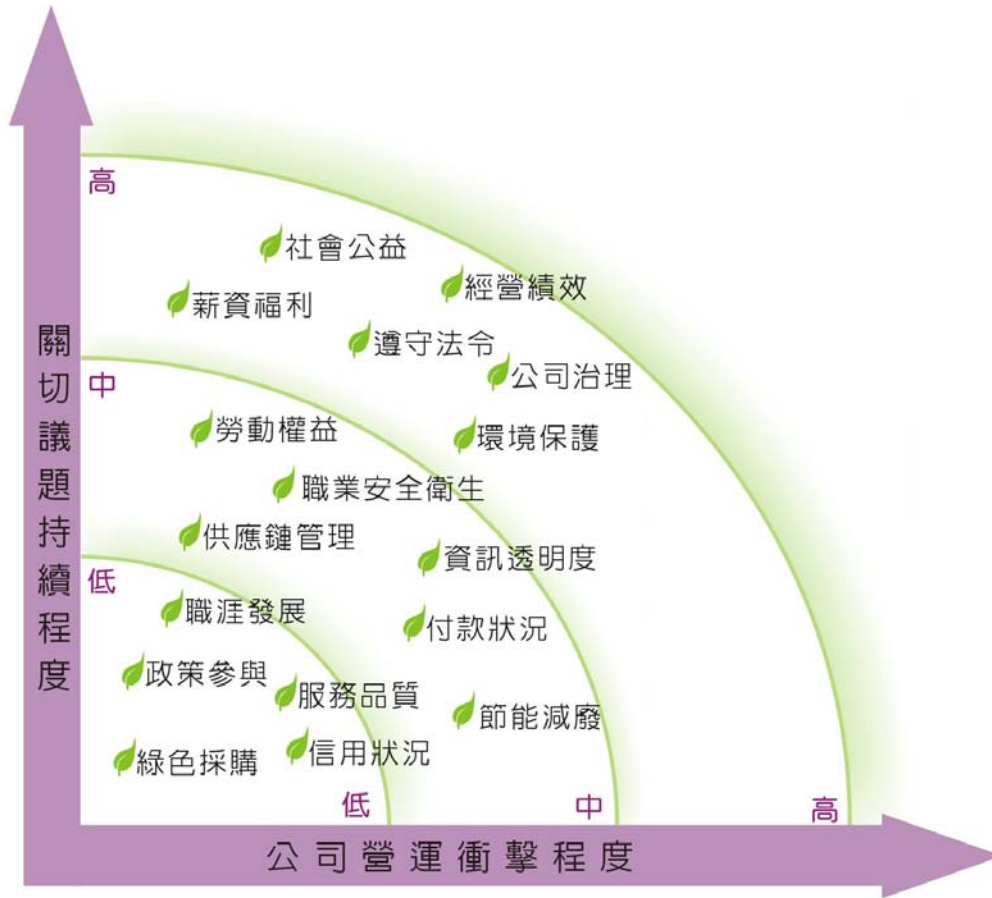 高
社會公益
經營績效
薪資福利
遵守法令
公司治理
中
勞動權益
環境保護
職業安全衛生
供應鏈管理
資訊透明度
低
職涯發展
付款狀況
政策參與
服務品質
節能減廢
信用狀況
綠色採購
低
中
高
關切議題持續程度
公司營運衝擊程度